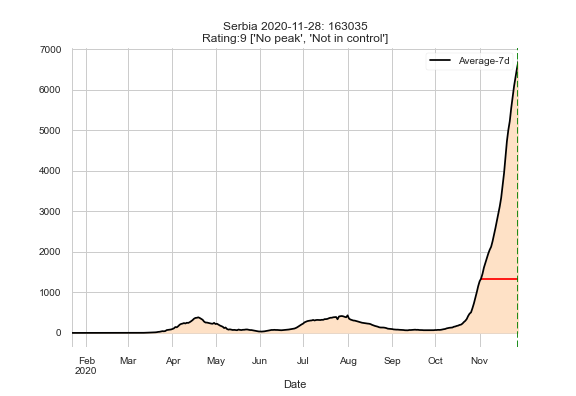 Serbia 2020-11-28: 163035
Rating:9 ['No peak', 'Not in control']
Average-7d
7000
6000
5000
4000
3000
2000
1000
0
Feb Mar Apr May Jun Jul Aug Sep Oct Nov
2020
Date